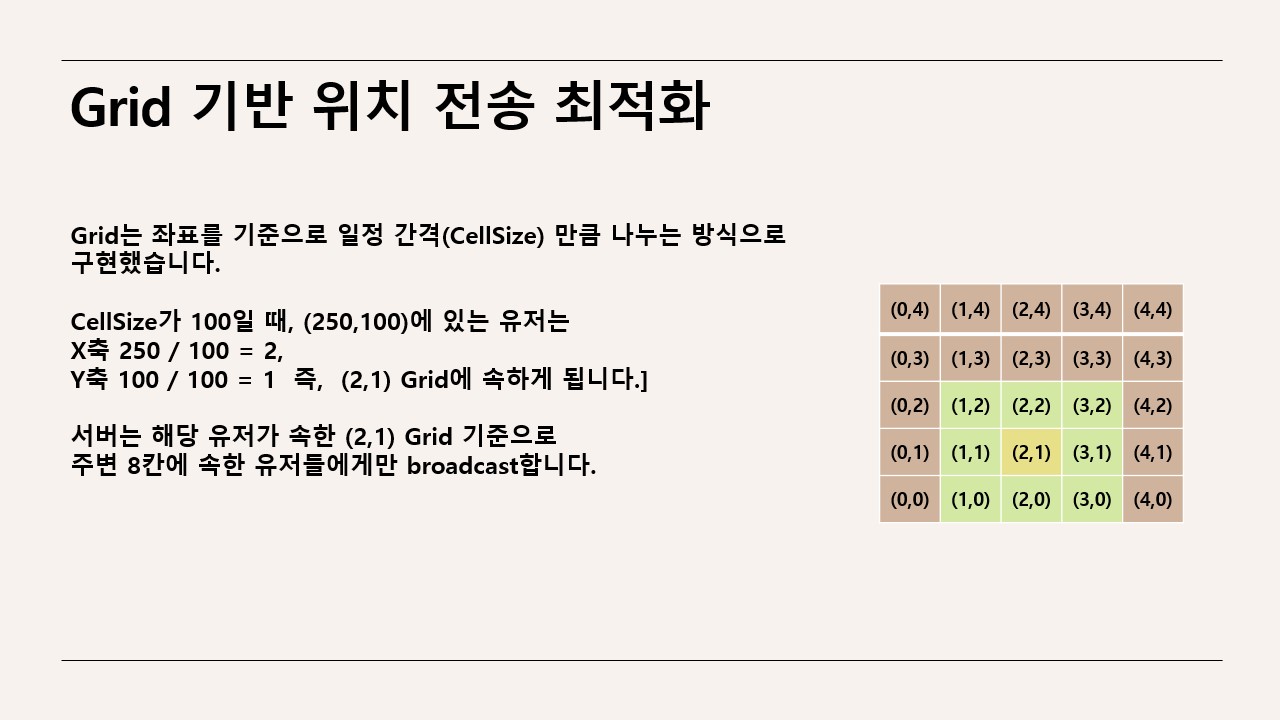 Grid 기반 위치 전송 최적화
Grid는 좌표를 기준으로 일정 간격(CellSize) 만큼 나누는 방식으로
구현했습니다.
CellSize가 100일 때, (250,100)에 있는 유저는
X축 250 / 100 = 2,
Y축 100 / 100 = 1  즉,  (2,1) Grid에 속하게 됩니다.]
서버는 해당 유저가 속한 (2,1) Grid 기준으로
주변 8칸에 속한 유저들에게만 broadcast합니다.
(0,4) (1,4) (2,4) (3,4) (4,4)
(0,3) (1,3) (2,3) (3,3) (4,3)
(0,2) (1,2) (2,2) (3,2) (4,2)
(0,1) (1,1) (2,1) (3,1) (4,1)
(0,0) (1,0) (2,0) (3,0) (4,0)